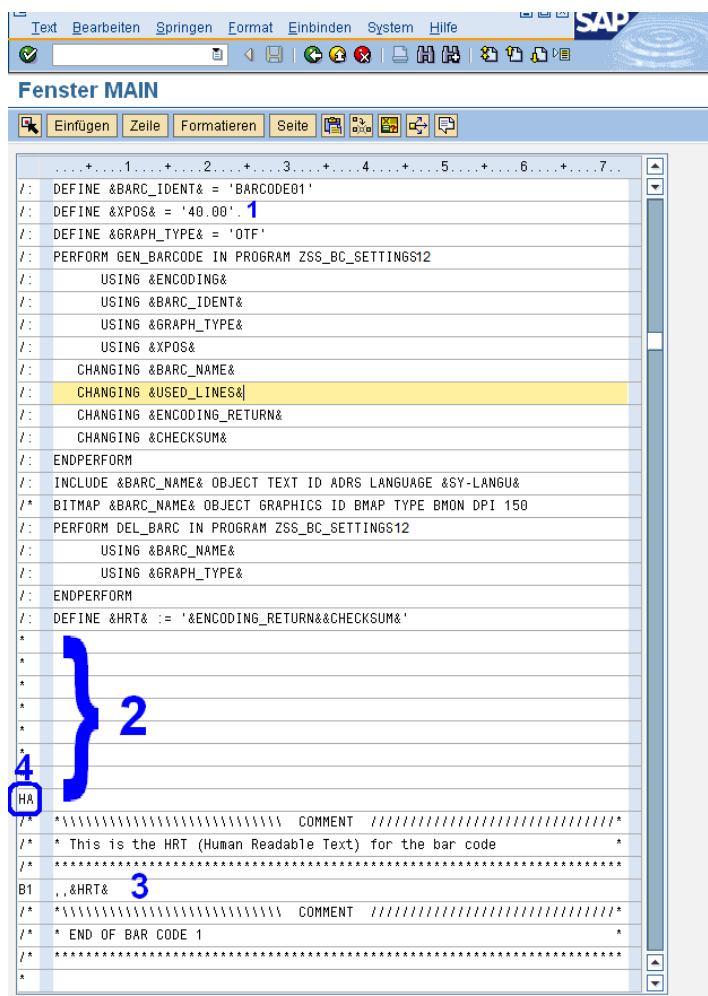 Text Bearbeiten Springen Format Einbinden System Hilfe
SAP
Fenster MAIN
Einfügen Zeile Formatieren Seite
....+....1....+....2....+....3....+....4....+....5....+....6....+....7..
/: DEFINE &BARC_IDENT& = 'BARCODE01'
/: DEFINE &XPOS& = '40.00'. 1
/: DEFINE &GRAPH_TYPE& = 'OTF'
/: PERFORM GEN_BARCODE IN PROGRAM ZSS_BC_SETTINGS12
/: USING &ENCODING&
/: USING &BARC_IDENT&
/: USING &GRAPH_TYPE&
/: USING &XPOS&
/: CHANGING &BARC_NAME&
/: CHANGING &USED_LINES&
/: CHANGING &ENCODING_RETURN&
/: CHANGING &CHECKSUM&
/: ENDPERFORM
/: INCLUDE &BARC_NAME& OBJECT TEXT ID ADRS LANGUAGE &SY-LANGU&
/* BITMAP &BARC_NAME& OBJECT GRAPHICS ID BMAP TYPE BMON DPI 150
/: PERFORM DEL_BARC IN PROGRAM ZSS_BC_SETTINGS12
/: USING &BARC_NAME&
/: USING &GRAPH_TYPE&
/: ENDPERFORM
/: DEFINE &HRT& := '&ENCODING_RETURN&&CHECKSUM&'
*
*
*
*
* } 2
*
4
HA
/* *\\\\\\\\\\\\\\\\\\\\\\\\\\\\ COMMENT ///////////////////////////////*
/* * This is the HRT (Human Readable Text) for the bar code *
/* ***********************************************************************
B1 ,,&HRT& 3
/* *\\\\\\\\\\\\\\\\\\\\\\\\\\\\ COMMENT ///////////////////////////////*
/* * END OF BAR CODE 1 *
/* ***********************************************************************
*